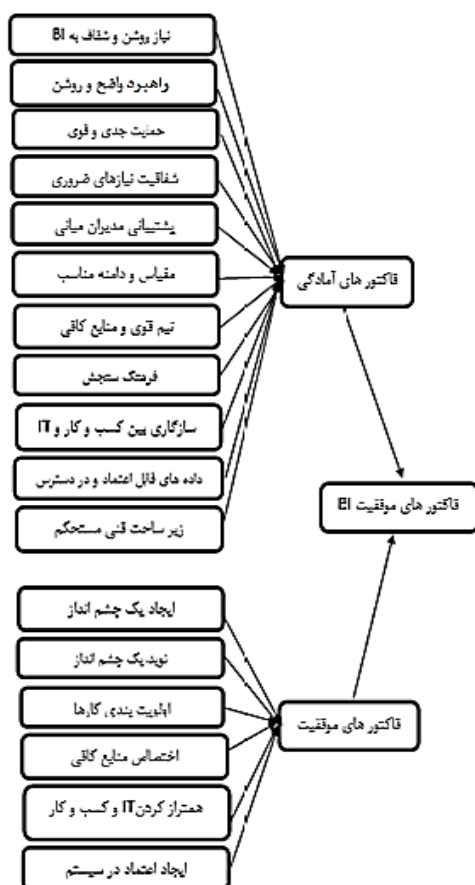 نیاز روشن و شفاف به BI
راهبرد واضح و روشن
حمایت جدی و قوی
شفافیت نیازهای ضروری
پشتیبانی مدیران میانی
مقیاس و دامنه مناسب
تیم قوی و منابع کافی
فرهنگ سنجش
سازگاری بین کسب و کار و IT
داده های قابل اعتماد و در دسترس
زیر ساخت فنی مستحکم
فاکتور های آمادگی
فاکتور های موفقیت BI
ایجاد یک چشم انداز
نوید یک چشم انداز
اولویت بندی کارها
اختصاص منابع کافی
همتراز کردن IT و کسب و کار
ایجاد اعتماد در سیستم
فاکتور های موفقیت